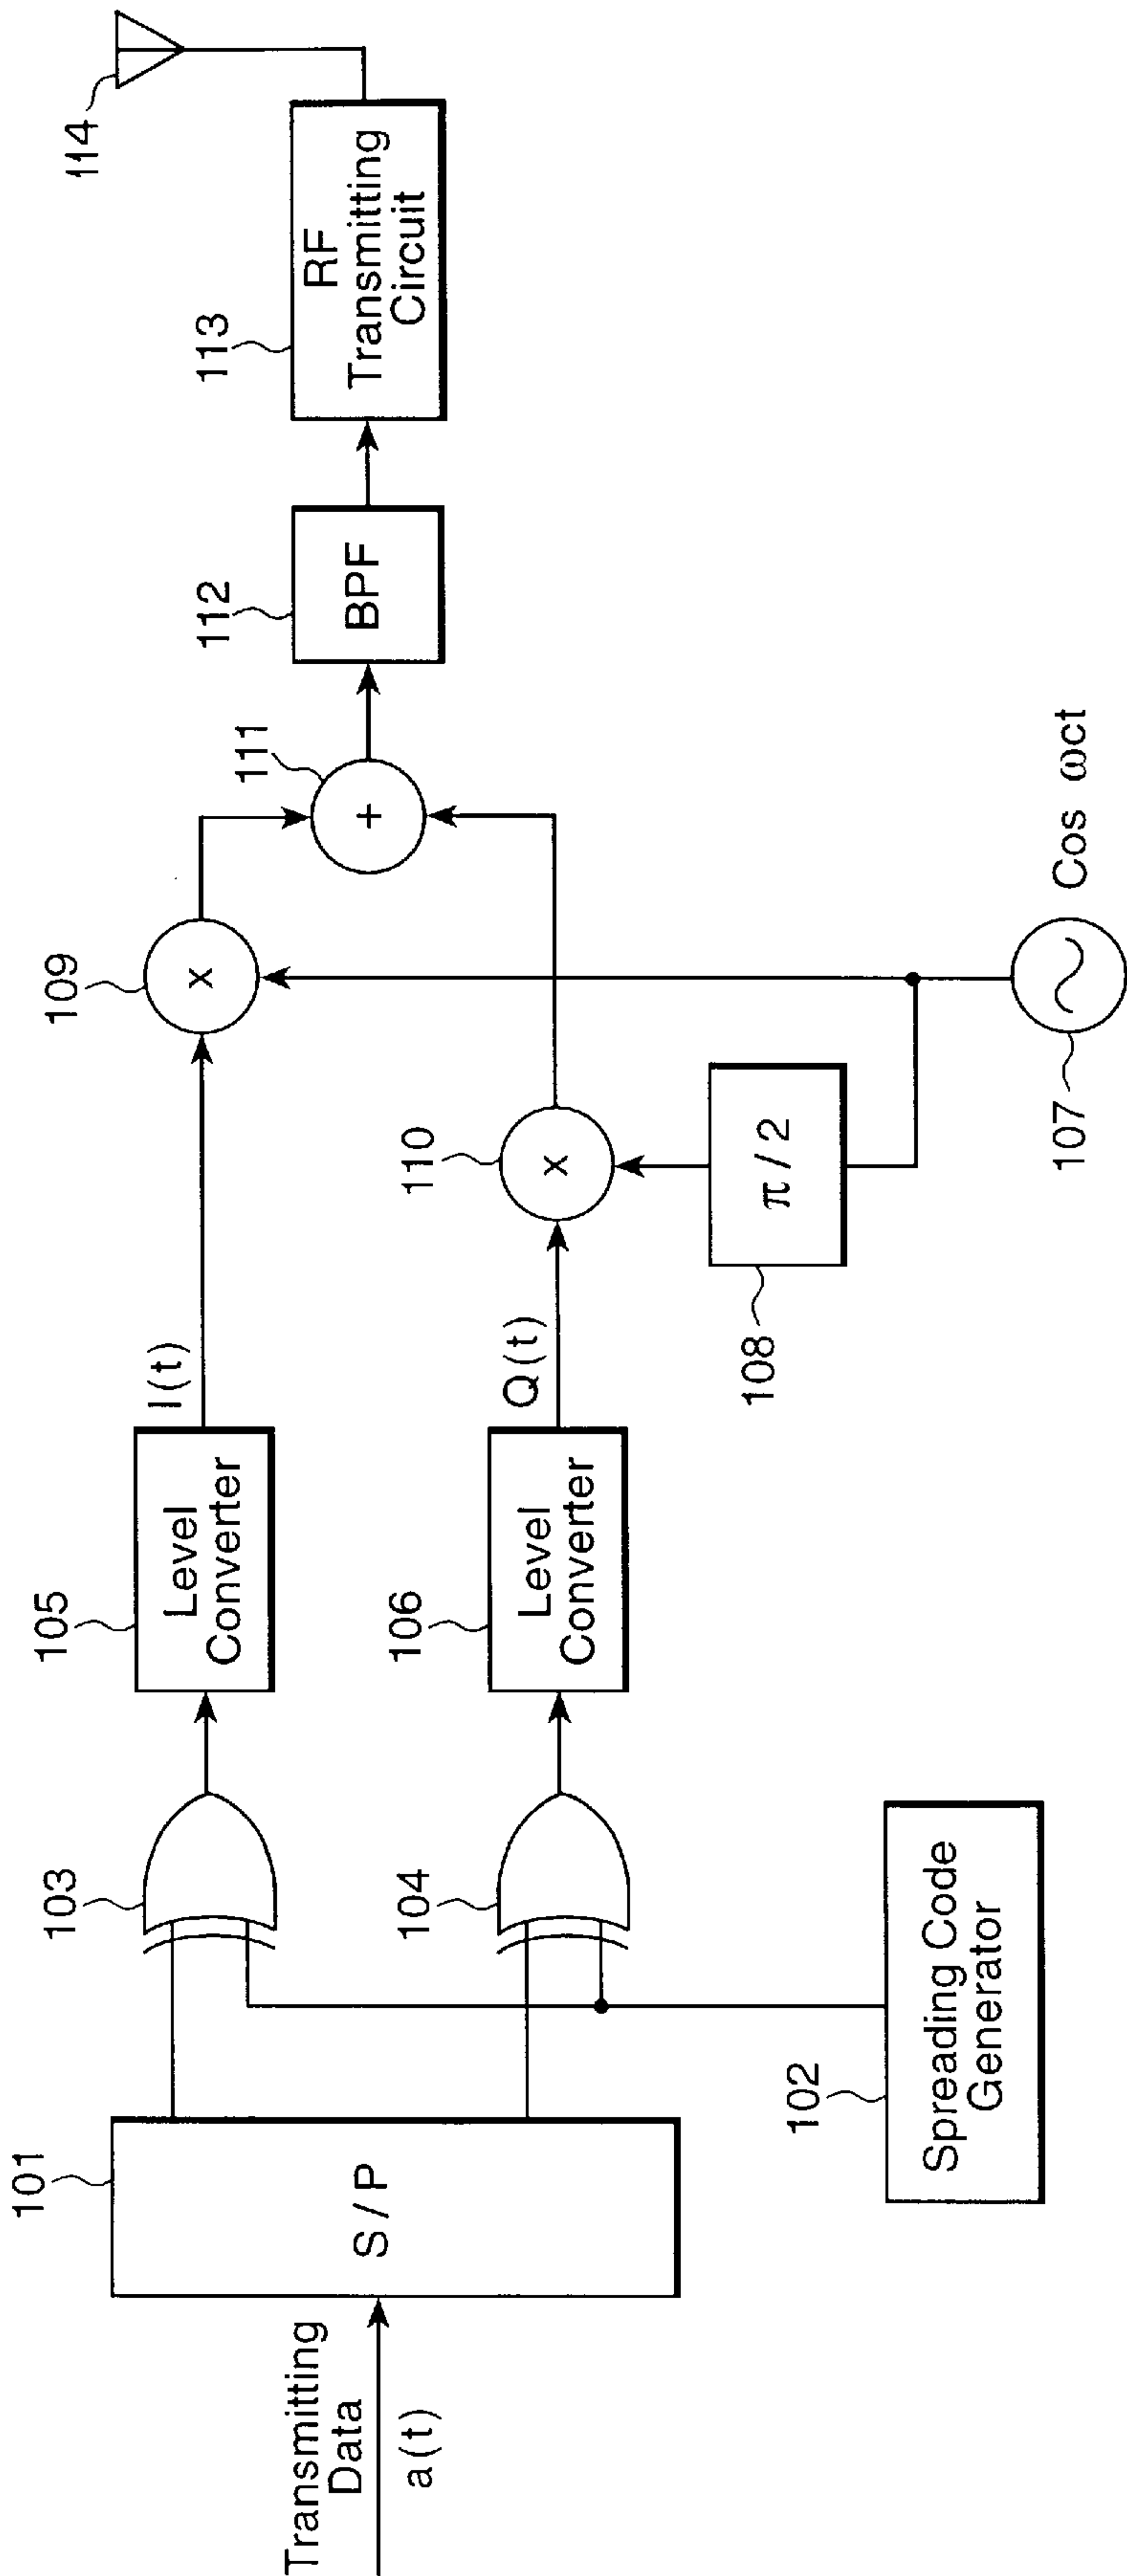 Transmitting
Data
a(t)
101
S/P
102
Spreading Code
Generator
103
104
105
Level
Converter
106
Level
Converter
I(t)
Q(t)
107
Cos ωct
108
π/2
109
x
110
x
111
+
112
BPF
113
RF
Transmitting
Circuit
114